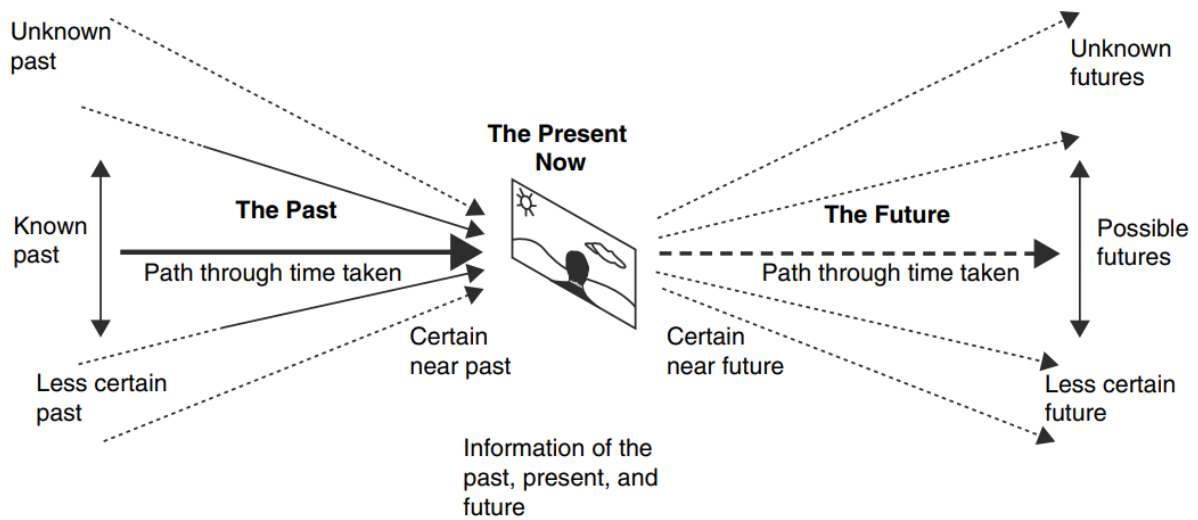 Unknown
past
Unknown
futures
The Present
Now
The Past
Known
past
Path through time taken
The Future
Path through time taken
Possible
futures
Certain
near past
Certain
near future
Less certain
past
Less certain
future
Information of the
past, present, and
future